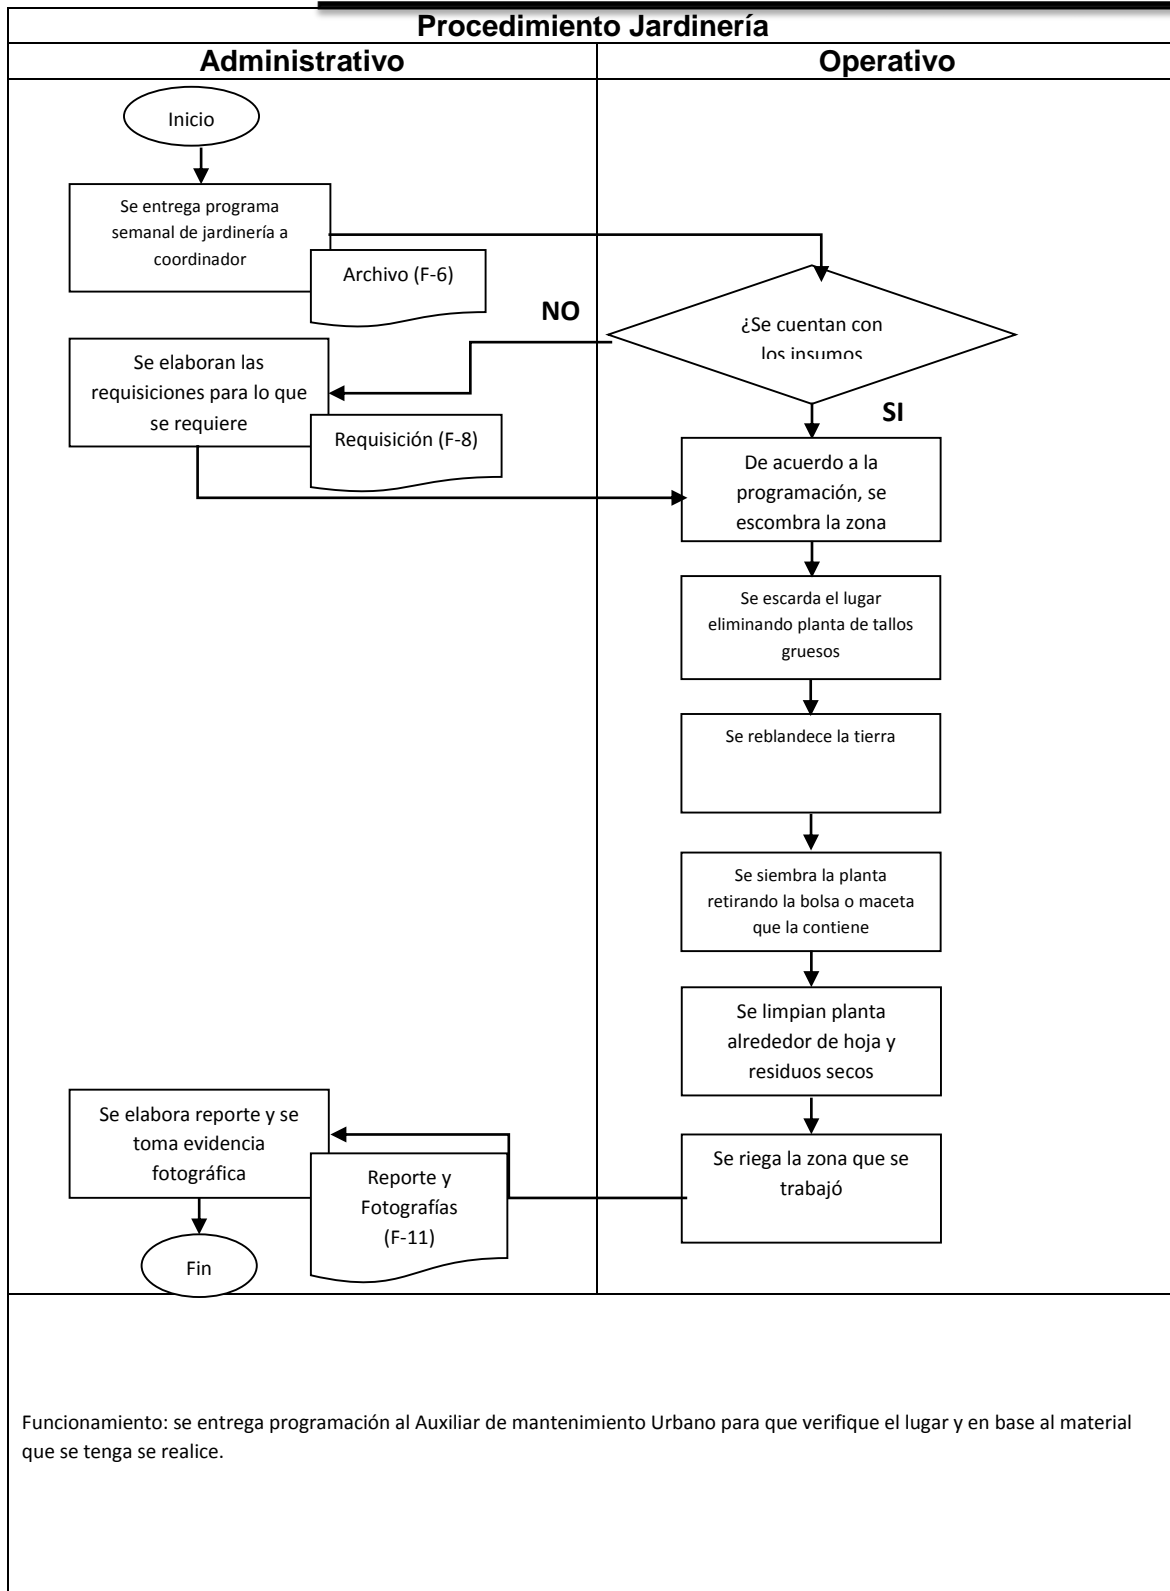 Procedimiento Jardinería
Administrativo
Operativo
Inicio
Se entrega programa
semanal de jardinería a
coordinador
Archivo (F-6)
¿Se cuentan con
los insumos
NO
SI
Se elaboran las
requisiciones para lo que
se requiere
Requisición (F-8)
De acuerdo a la
programación, se
escombra la zona
Se escarda el lugar
eliminando planta de tallos
gruesos
Se reblandece la tierra
Se siembra la planta
retirando la bolsa o maceta
que la contiene
Se limpian planta
alrededor de hoja y
residuos secos
Se riega la zona que se
trabajó
Se elabora reporte y se
toma evidencia
fotográfica
Reporte y
Fotografías
(F-11)
Fin
Funcionamiento: se entrega programación al Auxiliar de mantenimiento Urbano para que verifique el lugar y en base al material
que se tenga se realice.